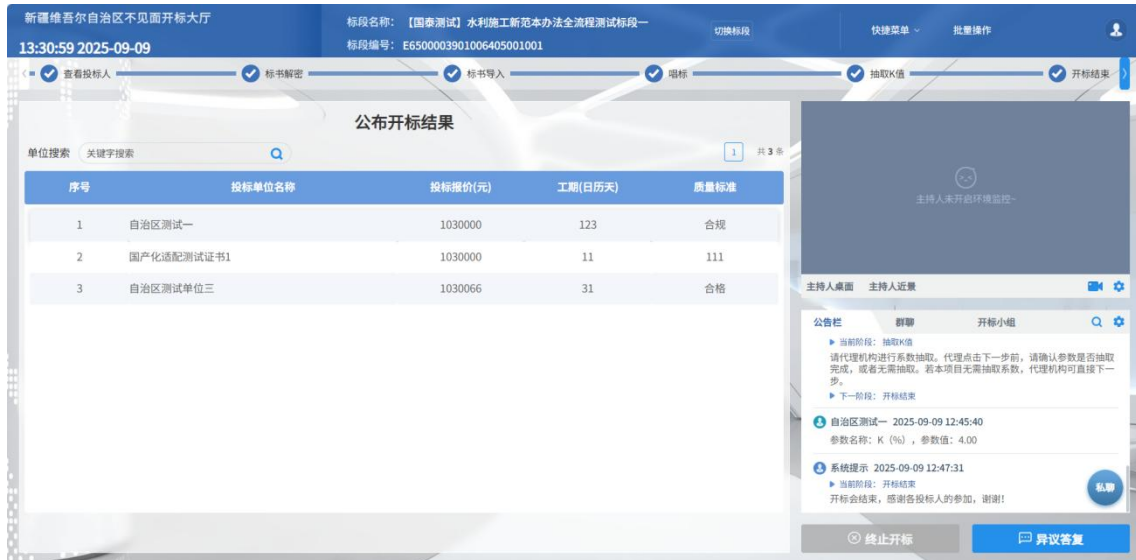 新疆维吾尔自治区不见面开标大厅
13:30:59 2025-09-09
标段名称：【国泰测试】水利施工新范本办法全流程测试标段一
标段编号：E6500003901006405001001
切换标段
快捷菜单
批量操作
查看投标人
标书解密
标书导入
唱标
抽取K值
开标结束
公布开标结果
单位搜索 关键字搜索
1 共 3 条
序号 投标单位名称 投标报价(元) 工期(日历天) 质量标准
1 自治区测试一 1030000 123 合规
2 国产化适配测试证书1 1030000 11 111
3 自治区测试单位三 1030066 31 合格
主持人未开启环境监控~
主持人桌面 主持人近景
公告栏 群聊 开标小组
当前阶段：抽取K值
请代理机构进行系数抽取。代理点击下一步前，请确认参数是否抽取
完成，或者无需抽取。若本项目无需抽取系数，代理机构可直接下一
步。
下一阶段：开标结束
自治区测试一 2025-09-09 12:45:40
参数名称：K（%），参数值：4.00
系统提示 2025-09-09 12:47:31
当前阶段：开标结束
开标会结束，感谢各投标人的参加，谢谢！
私聊
终止开标
异议答复